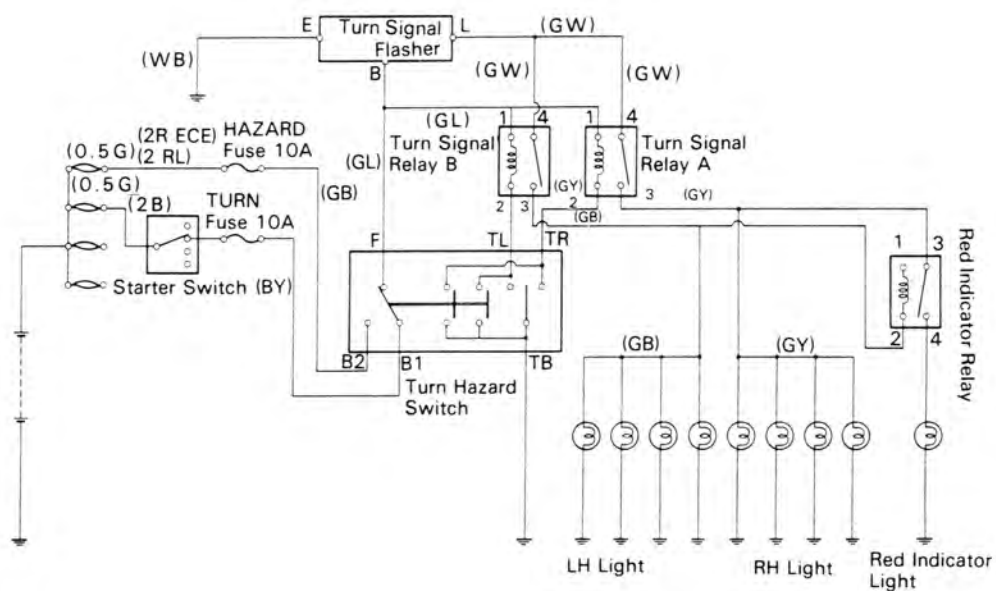 E
Turn Signal
Flasher
L
(GW)
(WB)
B
(GW)
(GW)
(GL)
1
4
1
4
Turn Signal
Relay B
Turn Signal
Relay A
(2R ECE)
HAZARD
(0.5G)
(2 RL)
Fuse 10A
(GL)
(GB)
(0.5G)
(2B)
TURN
Fuse 10A
2
3
(GY)
2
(GB)
3
(GY)
F
TL
TR
Starter Switch (BY)
1
3
2
4
Red Indicator Relay
B2
B1
TB
Turn Hazard
Switch
(GB)
(GY)
LH Light
RH Light
Red Indicator
Light